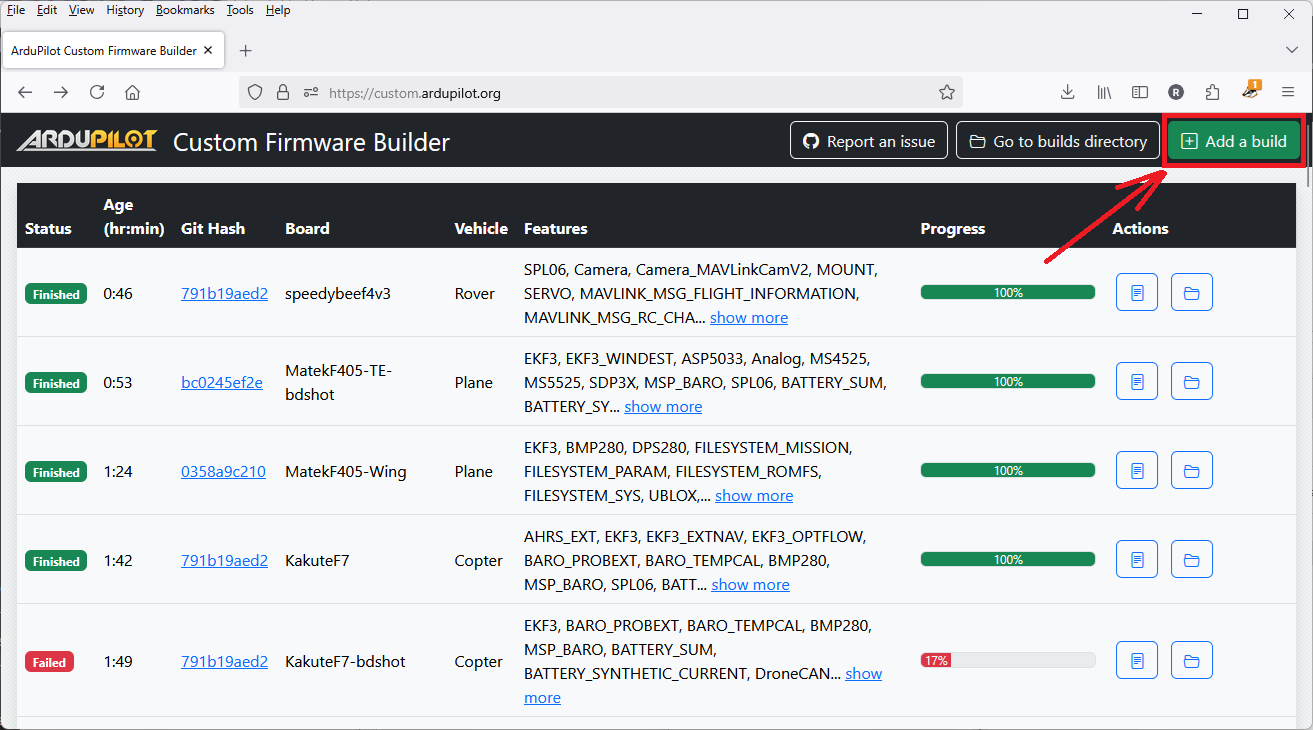 File Edit View History Bookmarks Tools Help
ArduPilot Custom Firmware Builder
https://custom.ardupilot.org
1
ARDUPILOT Custom Firmware Builder Report an issue Go to builds directory Add a build
Status Age (hr:min) Git Hash Board Vehicle Features Progress Actions
Finished 0:46 791b19aed2 speedybeef4v3 Rover
SPL06, Camera, Camera_MAVLinkCamV2, MOUNT,
SERVO, MAVLINK_MSG_FLIGHT_INFORMATION,
MAVLINK_MSG_RC_CHA... show more
100%
Finished 0:53 bc0245ef2e MatekF405-TE-
bdshot
Plane
EKF3, EKF3_WINDEST, ASP5033, Analog, MS4525,
MS5525, SDP3X, MSP_BARO, SPL06, BATTERY_SUM,
BATTERY_SY... show more
100%
Finished 1:24 0358a9c210 MatekF405-Wing Plane
EKF3, BMP280, DPS280, FILESYSTEM_MISSION,
FILESYSTEM_PARAM, FILESYSTEM_ROMFS,
FILESYSTEM_SYS, UBLOX,... show more
100%
Finished 1:42 791b19aed2 KakuteF7 Copter
AHRS_EXT, EKF3, EKF3_EXTNAV, EKF3_OPTFLOW,
BARO_PROBEXT, BARO_TEMPCAL, BMP280,
MSP_BARO, SPL06, BATT... show more
100%
Failed 1:49 791b19aed2 KakuteF7-bdshot Copter
EKF3, BARO_PROBEXT, BARO_TEMPCAL, BMP280,
MSP_BARO, BATTERY_SUM,
BATTERY_SYNTHETIC_CURRENT, DroneCAN... show
more
17%